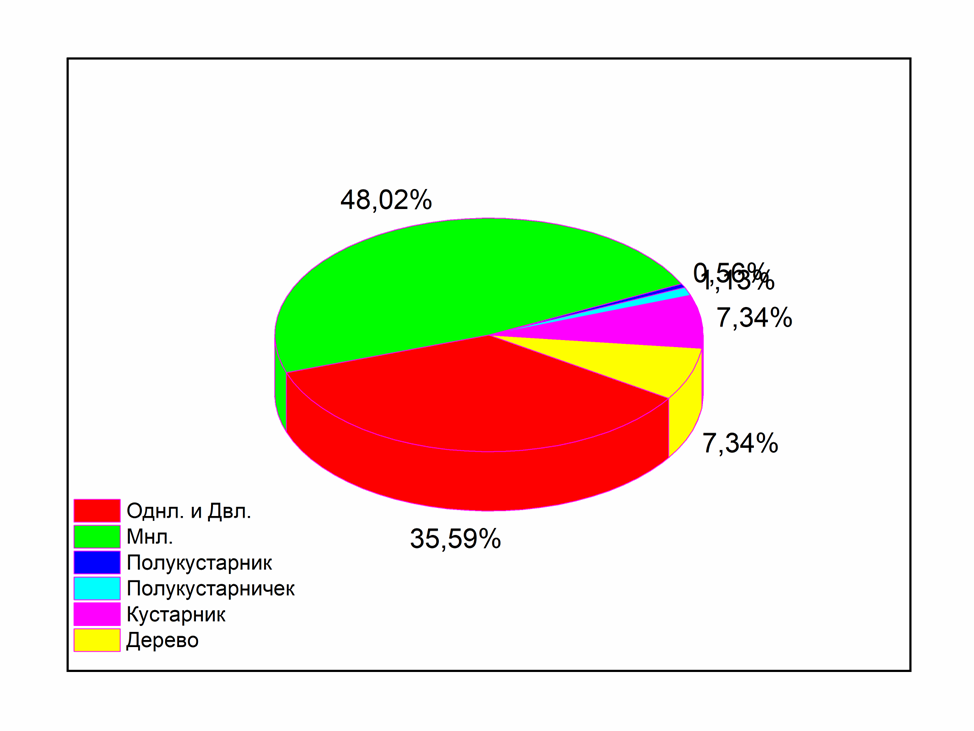 48,02%
0,56%
1,13%
7,34%
7,34%
35,59%
Однл. и Двл.
Мнл.
Полукустарник
Полукустарничек
Кустарник
Дерево